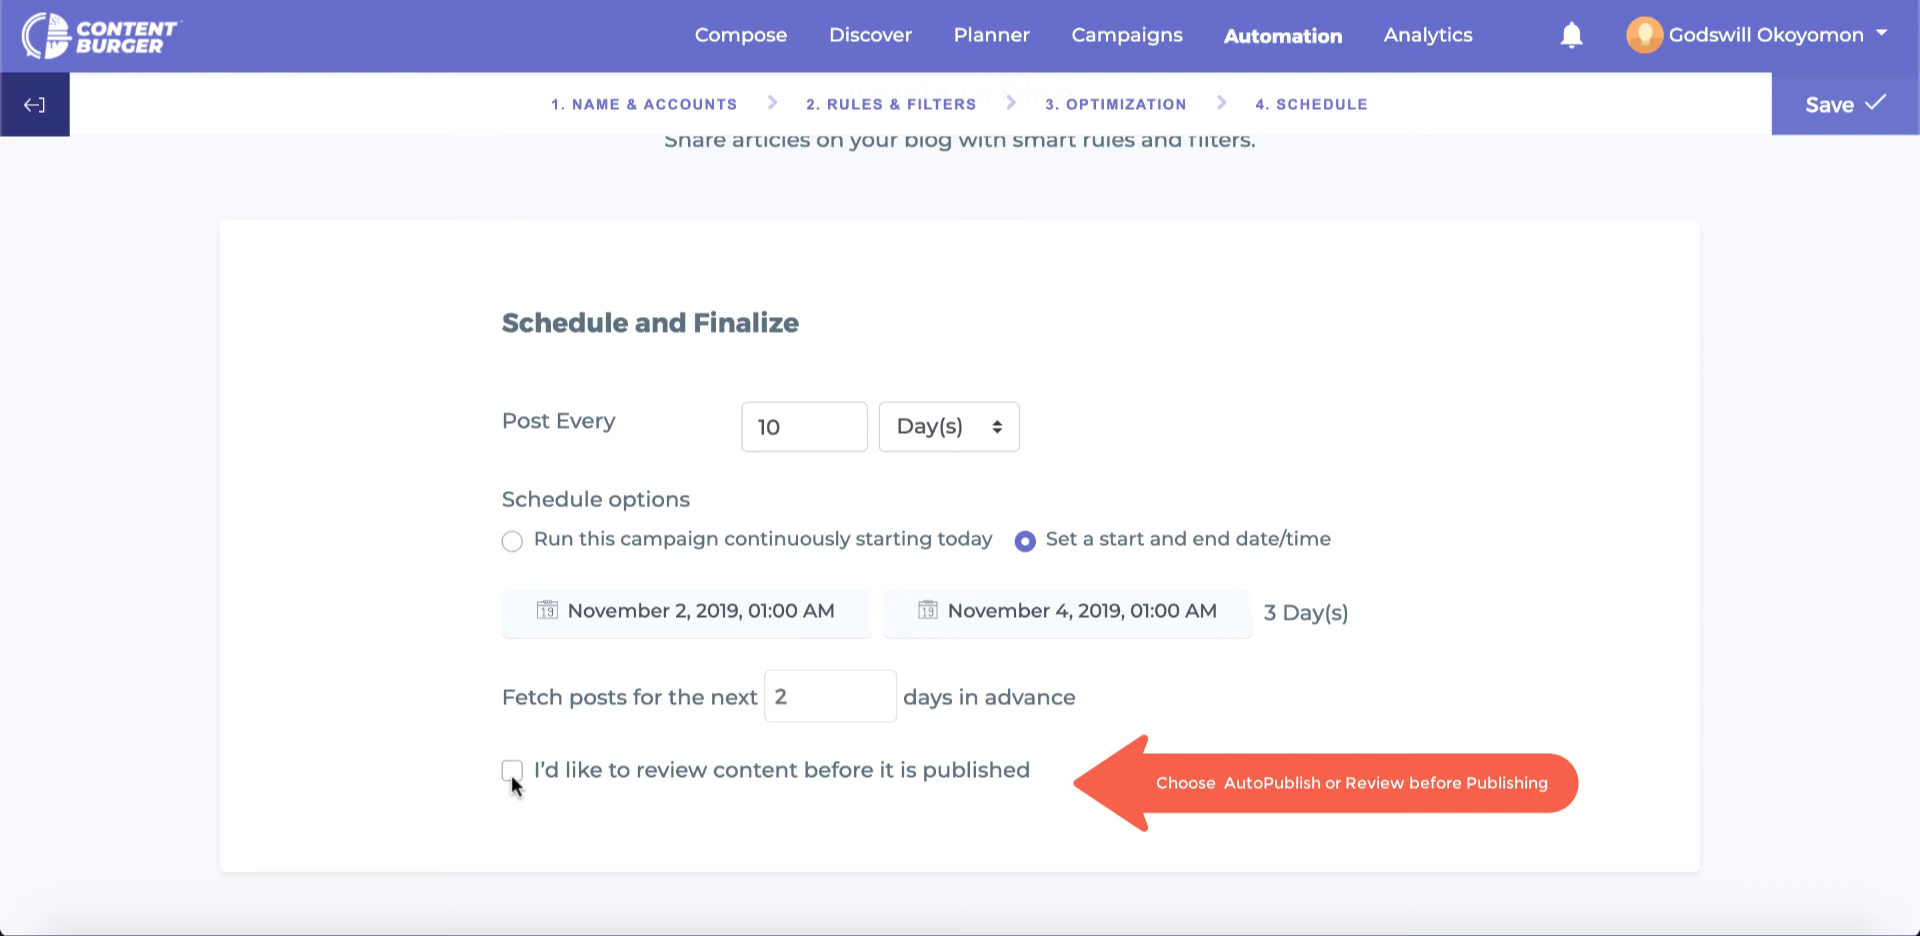 CONTENT
BURGER
Compose Discover Planner Campaigns Automation Analytics Godswill Okoyomon
1. NAME & ACCOUNTS 2. RULES & FILTERS 3. OPTIMIZATION 4. SCHEDULE Save
Share articles on your blog with smart rules and filters.
Schedule and Finalize
Post Every 10 Day(s)
Schedule options
Run this campaign continuously starting today Set a start and end date/time
19 November 2, 2019, 01:00 AM 19 November 4, 2019, 01:00 AM 3 Day(s)
Fetch posts for the next 2 days in advance
I'd like to review content before it is published
Choose AutoPublish or Review before Publishing